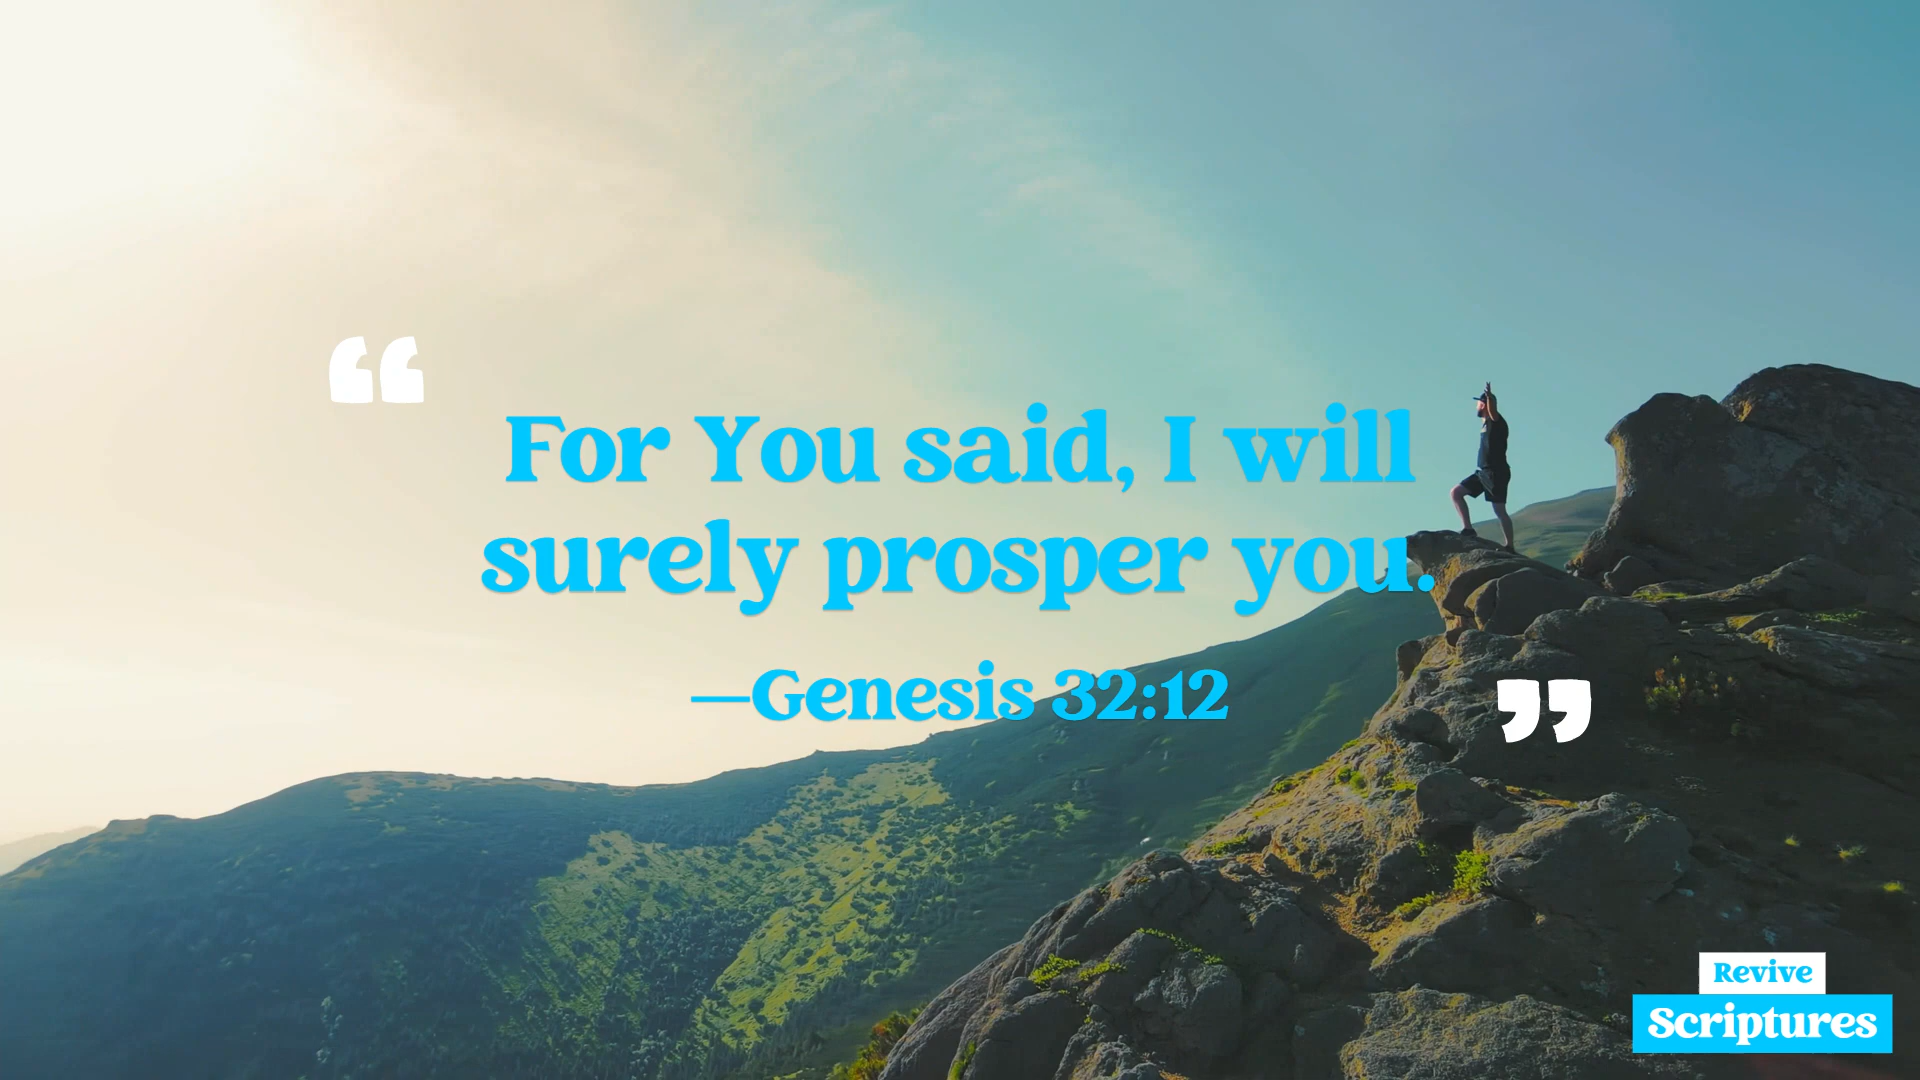 “
For You said, I will
surely prosper you.
—Genesis 32:12
”
Revive
Scriptures